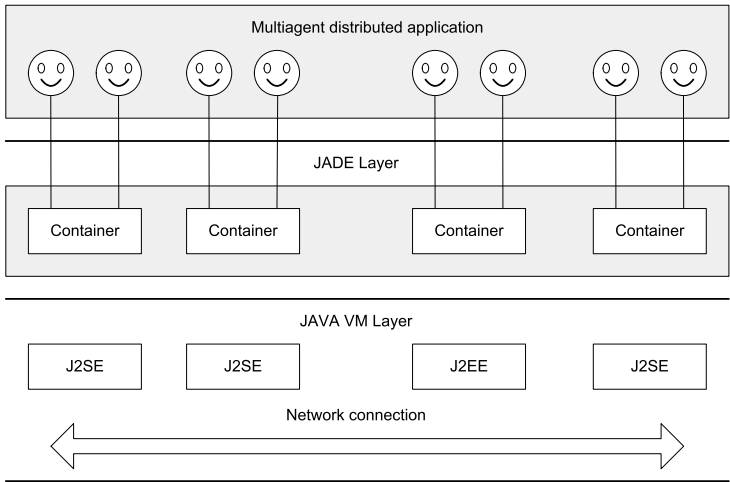 Multiagent distributed application
JADE Layer
Container
Container
Container
Container
JAVA VM Layer
J2SE
J2SE
J2EE
J2SE
Network connection